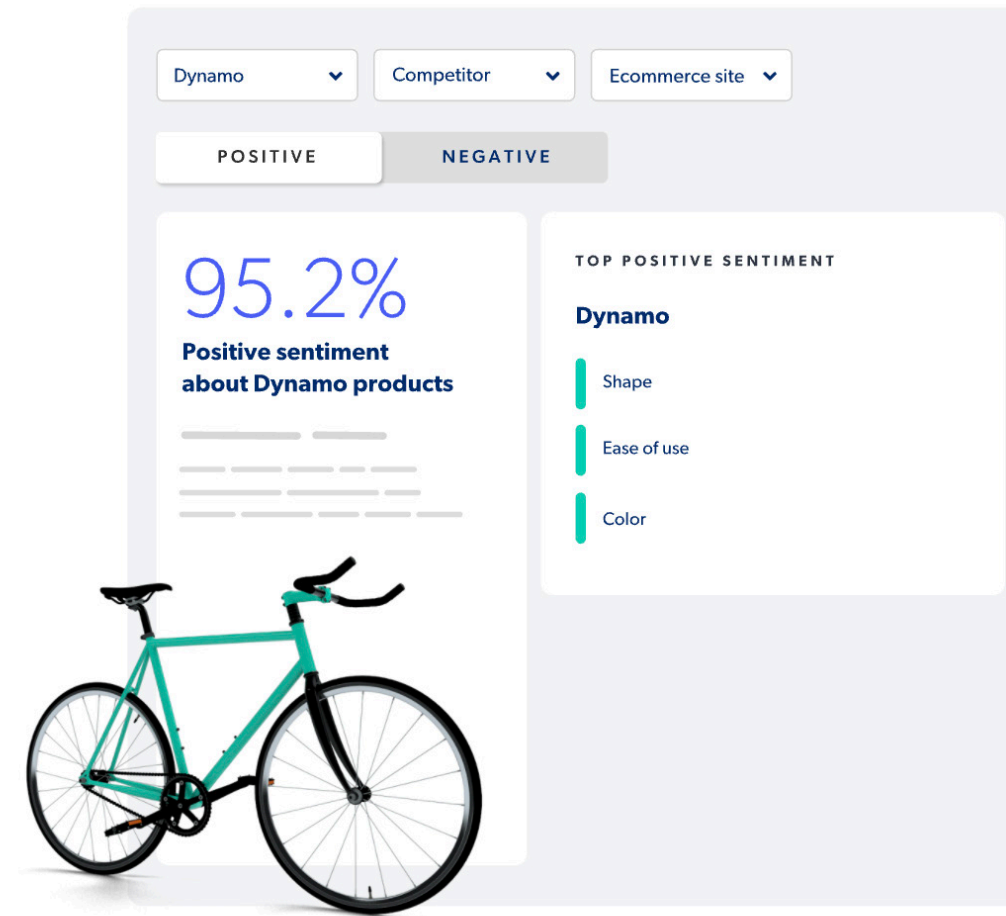 Dynamo
Competitor
Ecommerce site
POSITIVE
NEGATIVE
95.2%
Positive sentiment
about Dynamo products
TOP POSITIVE SENTIMENT
Dynamo
Shape
Ease of use
Color